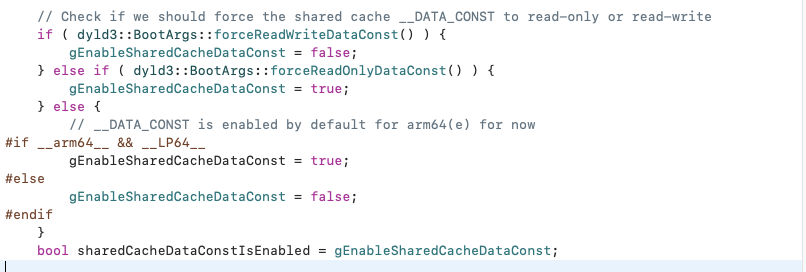 // Check if we should force the shared cache __DATA_CONST to read-only or read-write
if ( dyld3::BootArgs::forceReadWriteDataConst() ) {
gEnableSharedCacheDataConst = false;
} else if ( dyld3::BootArgs::forceReadOnlyDataConst() ) {
gEnableSharedCacheDataConst = true;
} else {
// __DATA_CONST is enabled by default for arm64(e) for now
#if __arm64__ && __LP64__
gEnableSharedCacheDataConst = true;
#else
gEnableSharedCacheDataConst = false;
#endif
}
bool sharedCacheDataConstIsEnabled = gEnableSharedCacheDataConst;